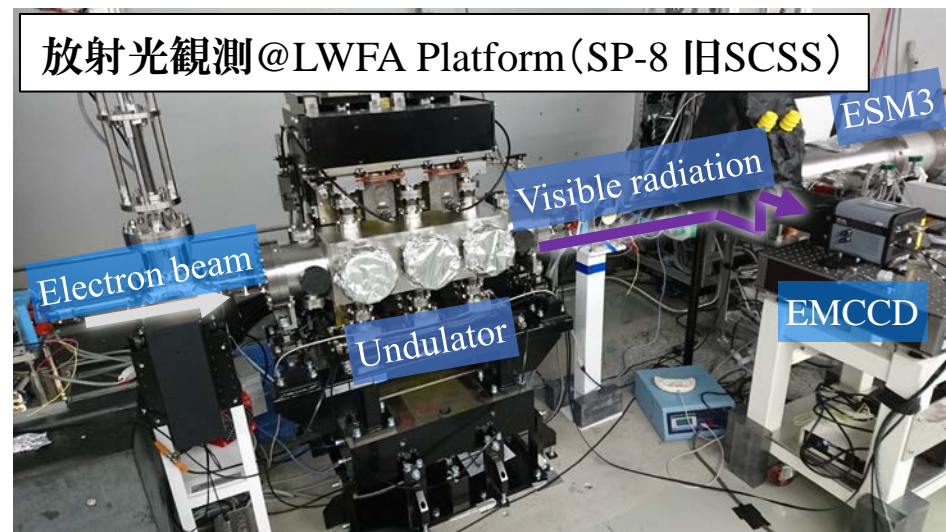 放射光観測@LWFA Platform（SP-8 旧SCSS）
ESM3
Visible radiation
Electron beam
EMCCD
Undulator